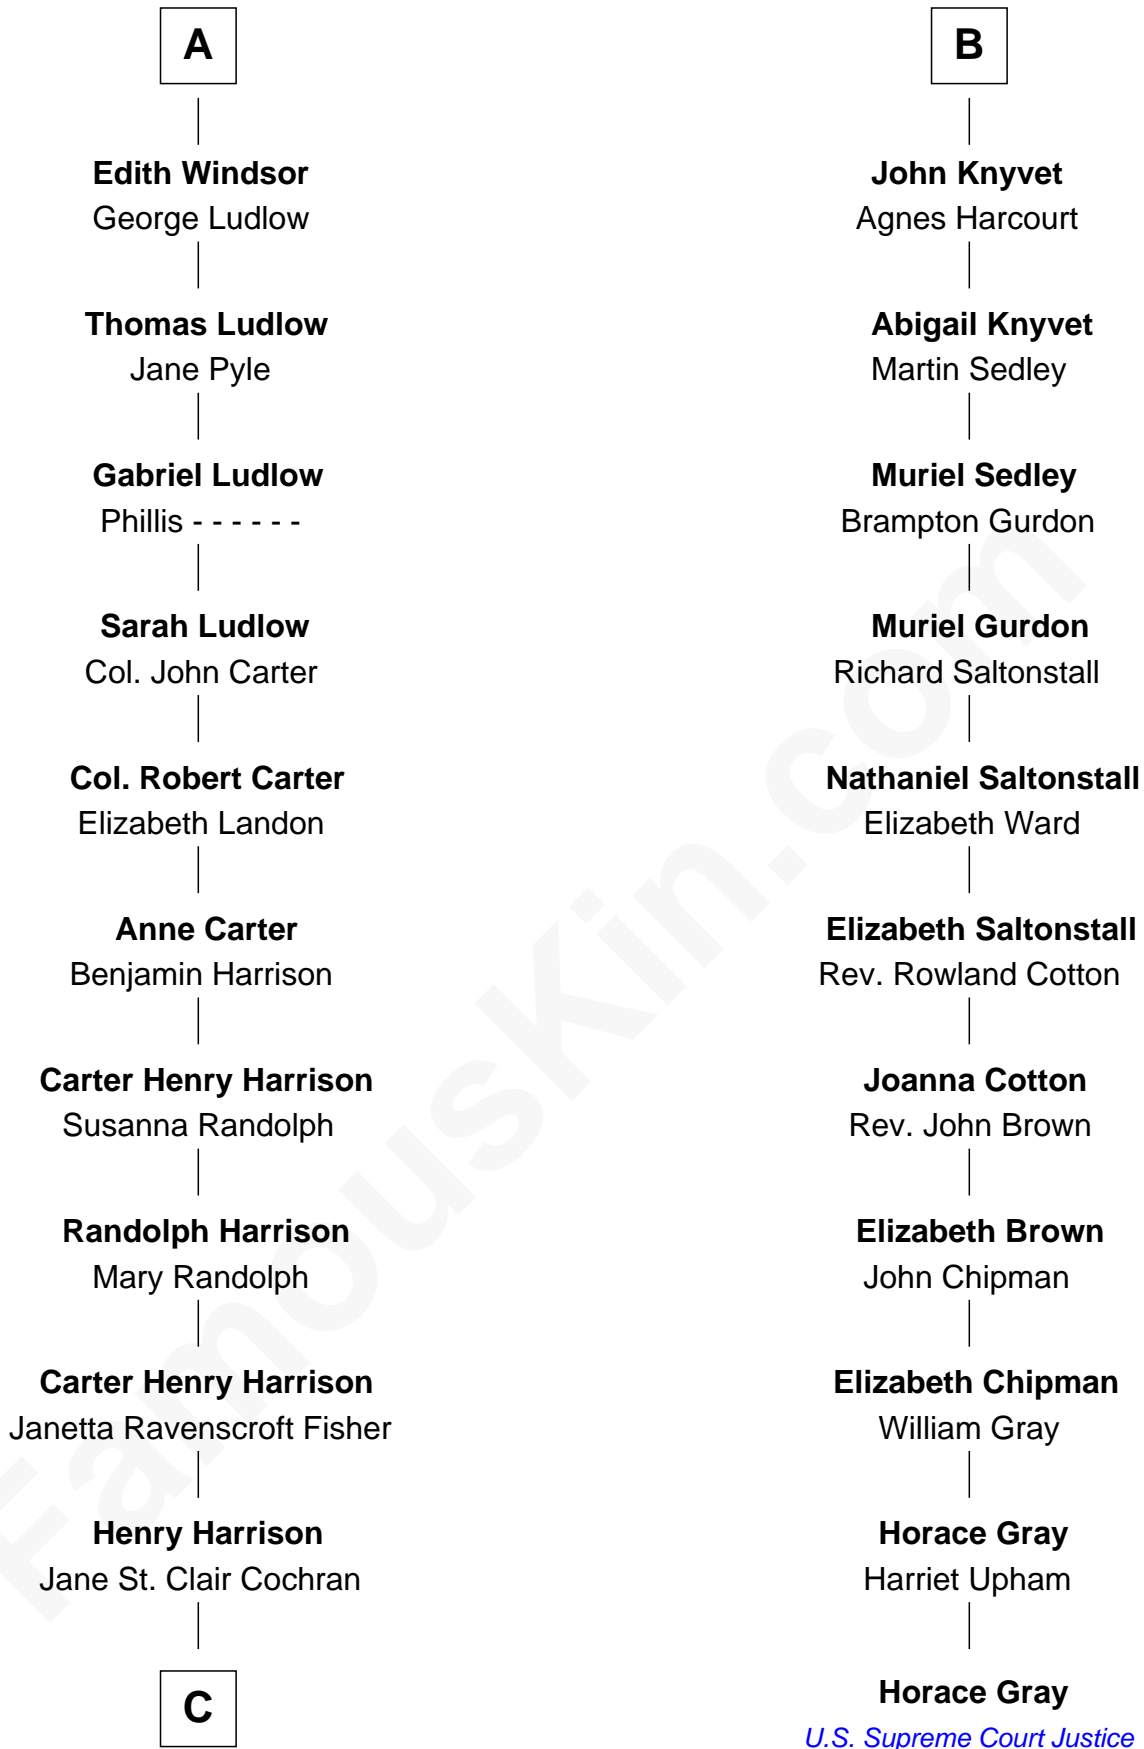 A
Edith Windsor
George Ludlow
Thomas Ludlow
Jane Pyle
Gabriel Ludlow
Phillis - - - - - -
Sarah Ludlow
Col. John Carter
Col. Robert Carter
Elizabeth Landon
Anne Carter
Benjamin Harrison
Carter Henry Harrison
Susanna Randolph
Randolph Harrison
Mary Randolph
Carter Henry Harrison
Janetta Ravenscroft Fisher
Henry Harrison
Jane St. Clair Cochran
C
B
John Knyvet
Agnes Harcourt
Abigail Knyvet
Martin Sedley
Muriel Sedley
Brampton Gurdon
Muriel Gurdon
Richard Saltonstall
Nathaniel Saltonstall
Elizabeth Ward
Elizabeth Saltonstall
Rev. Rowland Cotton
Joanna Cotton
Rev. John Brown
Elizabeth Brown
John Chipman
Elizabeth Chipman
William Gray
Horace Gray
Harriet Upham
Horace Gray
U.S. Supreme Court Justice
FamousKin.com